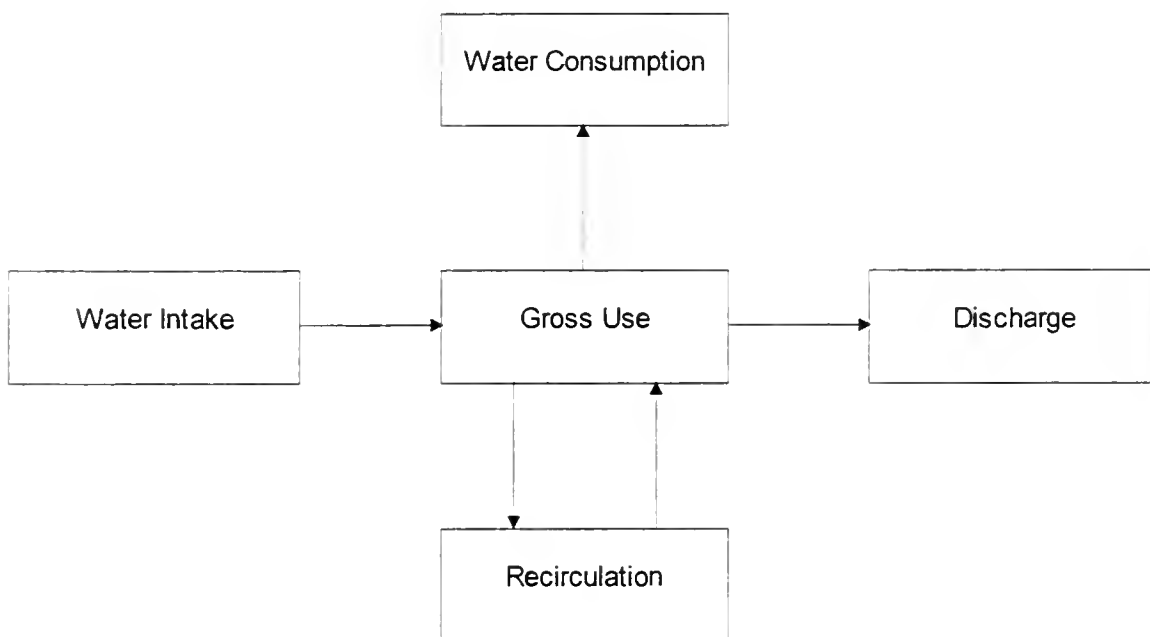 Water Consumption
Water Intake
Gross Use
Discharge
Recirculation